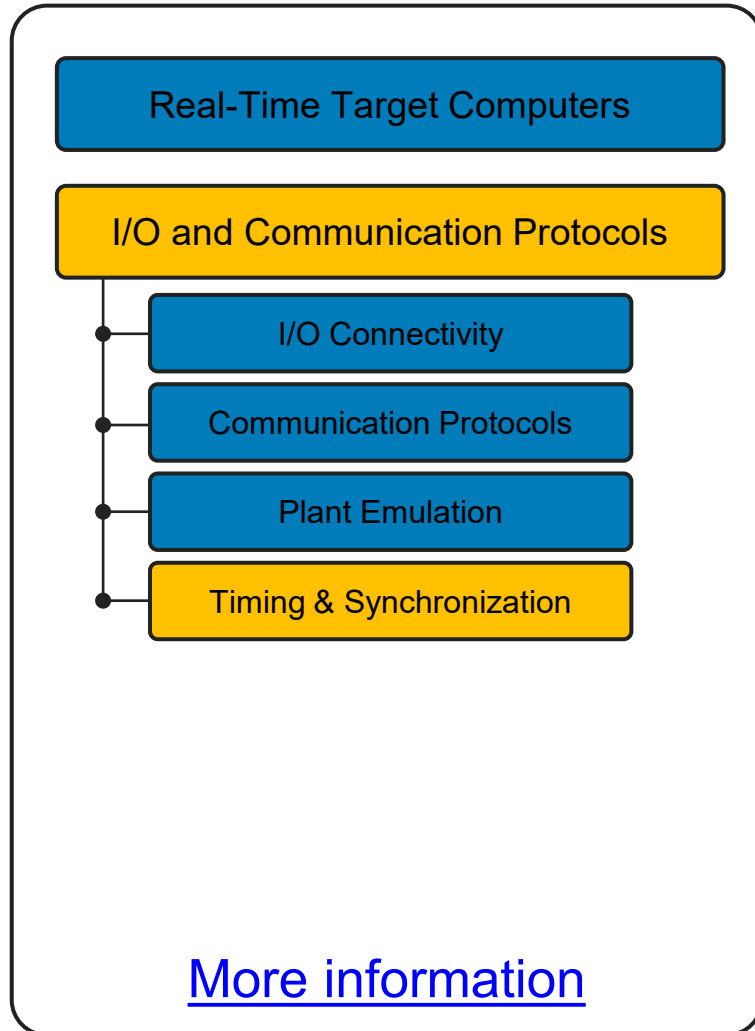 Real-Time Target Computers
I/O and Communication Protocols
I/O Connectivity
Communication Protocols
Plant Emulation
Timing & Synchronization
More information